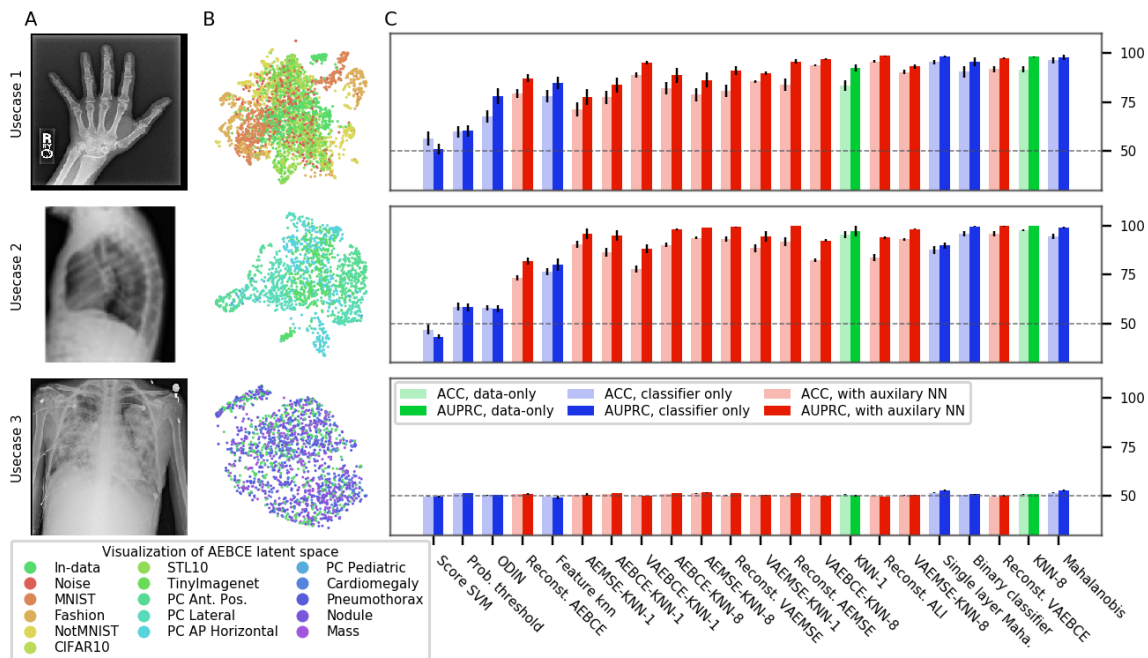 A
B
C
Usecase 1
R
100
75
50
Usecase 2
100
75
50
Usecase 3
ACC, data-only
AUPRC, data-only
ACC, classifier only
AUPRC, classifier only
ACC, with auxilary NN
AUPRC, with auxilary NN
100
75
50
Visualization of AEBCE latent space
In-data
Noise
MNIST
Fashion
NotMNIST
CIFAR10
STL10
TinyImagenet
PC Ant. Pos.
PC Lateral
PC AP Horizontal
PC Pediatric
Cardiomegaly
Pneumothorax
Nodule
Mass
Score SVM
Prob. threshold
ODIN
Reconst. AEBCE
Feature knn
AEMSE-KNN-1
AEBCE-KNN-1
VAEBCE-KNN-1
AEBCE-KNN-8
AEMSE-KNN-8
Reconst. VAEMSE
VAEMSE-KNN-1
Reconst. AEMSE
VAEBCE-KNN-8
KNN-1
Reconst. ALI
VAEMSE-KNN-8
Single layer Maha.
Binary classifier
Reconst. VAEBCE
KNN-8
Mahalanobis